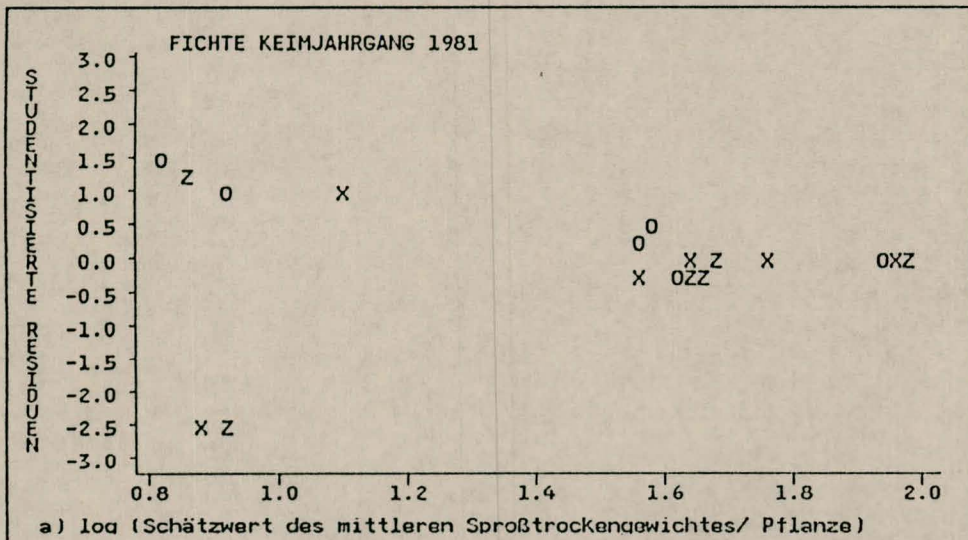 FICHTE KEIMJAHRGANG 1981
STUDENTISIERTE RESIDUEN
3.0
2.5
2.0
1.5
1.0
0.5
0.0
-0.5
-1.0
-1.5
-2.0
-2.5
-3.0
O
Z
O X
O
O
X Z X OXZ
X OZZ
X Z
0.8 1.0 1.2 1.4 1.6 1.8 2.0
a) log (Schätzwert des mittleren Sproßtrockengewichtes/ Pflanze)